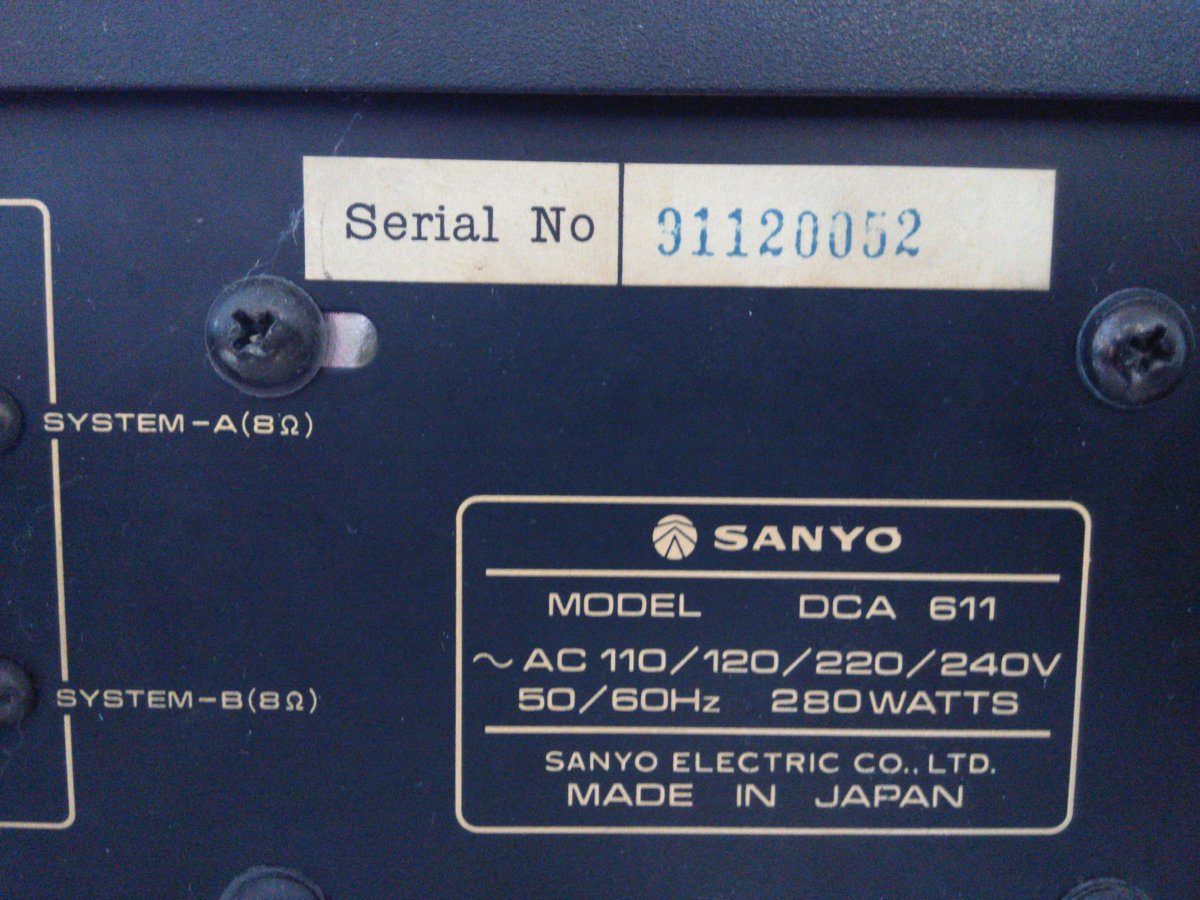 Serial No 91120052
SYSTEM-A(8Ω)
SYSTEM-B(8Ω)
SANYO
MODEL DCA 611
~AC 110/120/220/240V
50/60Hz 280WATTS
SANYO ELECTRIC CO.,LTD.
MADE IN JAPAN